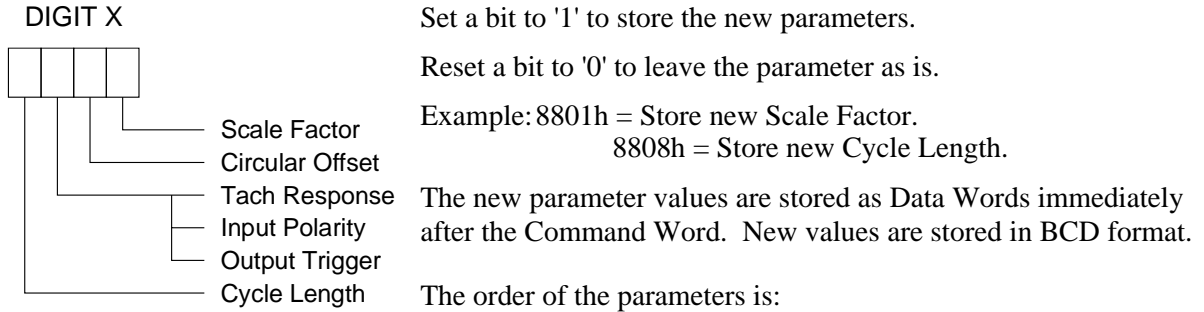 DIGIT X
Scale Factor
Circular Offset
Tach Response
Input Polarity
Output Trigger
Cycle Length
Set a bit to '1' to store the new parameters.
Reset a bit to '0' to leave the parameter as is.
Example: 8801h = Store new Scale Factor.
8808h = Store new Cycle Length.
The new parameter values are stored as Data Words immediately
after the Command Word. New values are stored in BCD format.
The order of the parameters is: